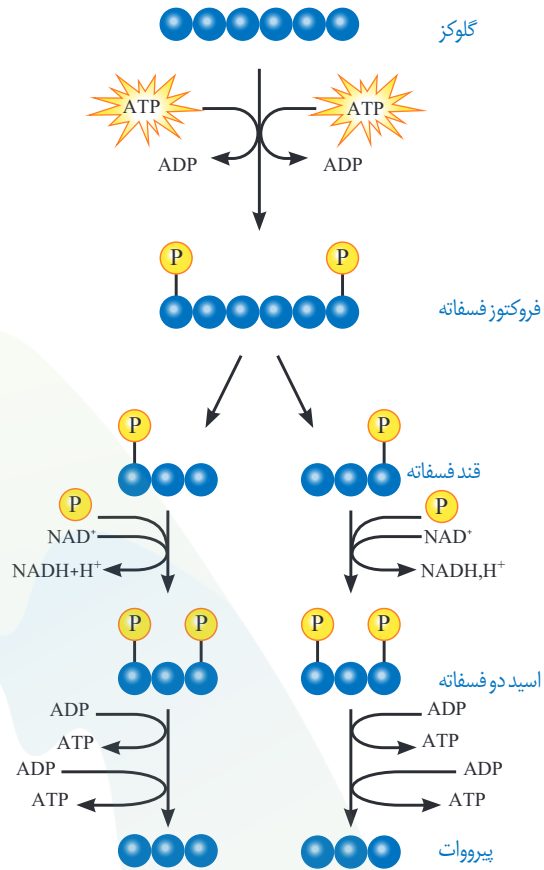 گلوکز
ATP
ATP
ADP
ADP
P
P
فروکتوز فسفاته
P
P
قند فسفاته
P
P
NAD⁺
NAD⁺
NADH+H⁺
NADH,H⁺
P
P
P
P
اسید دو فسفاته
ADP
ADP
ATP
ATP
ADP
ADP
ATP
ATP
پیرووات